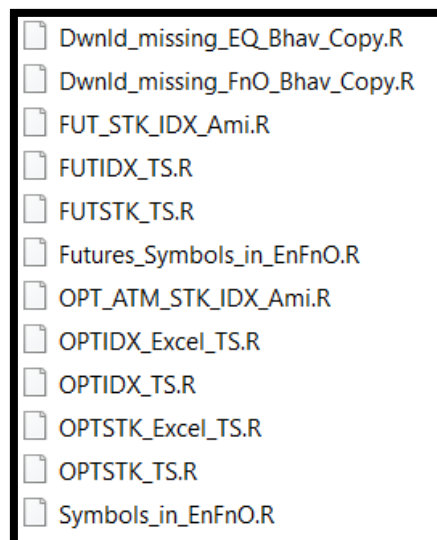 Dwnld_missing_EQ_Bhav_Copy.R
Dwnld_missing_FnO_Bhav_Copy.R
FUT_STK_IDX_Ami.R
FUTIDX_TS.R
FUTSTK_TS.R
Futures_Symbols_in_EnFnO.R
OPT_ATM_STK_IDX_Ami.R
OPTIDX_Excel_TS.R
OPTIDX_TS.R
OPTSTK_Excel_TS.R
OPTSTK_TS.R
Symbols_in_EnFnO.R